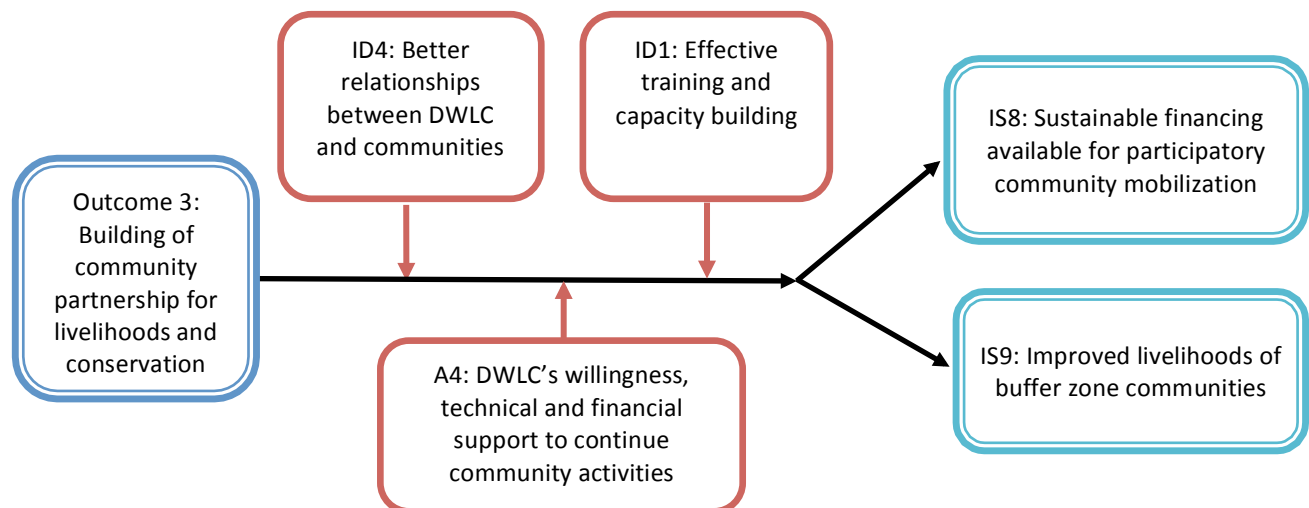 Outcome 3:
Building of
community
partnership for
livelihoods and
conservation
ID4: Better
relationships
between DWLC
and communities
ID1: Effective
training and
capacity building
A4: DWLC’s willingness,
technical and financial
support to continue
community activities
IS8: Sustainable financing
available for participatory
community mobilization
IS9: Improved livelihoods of
buffer zone communities